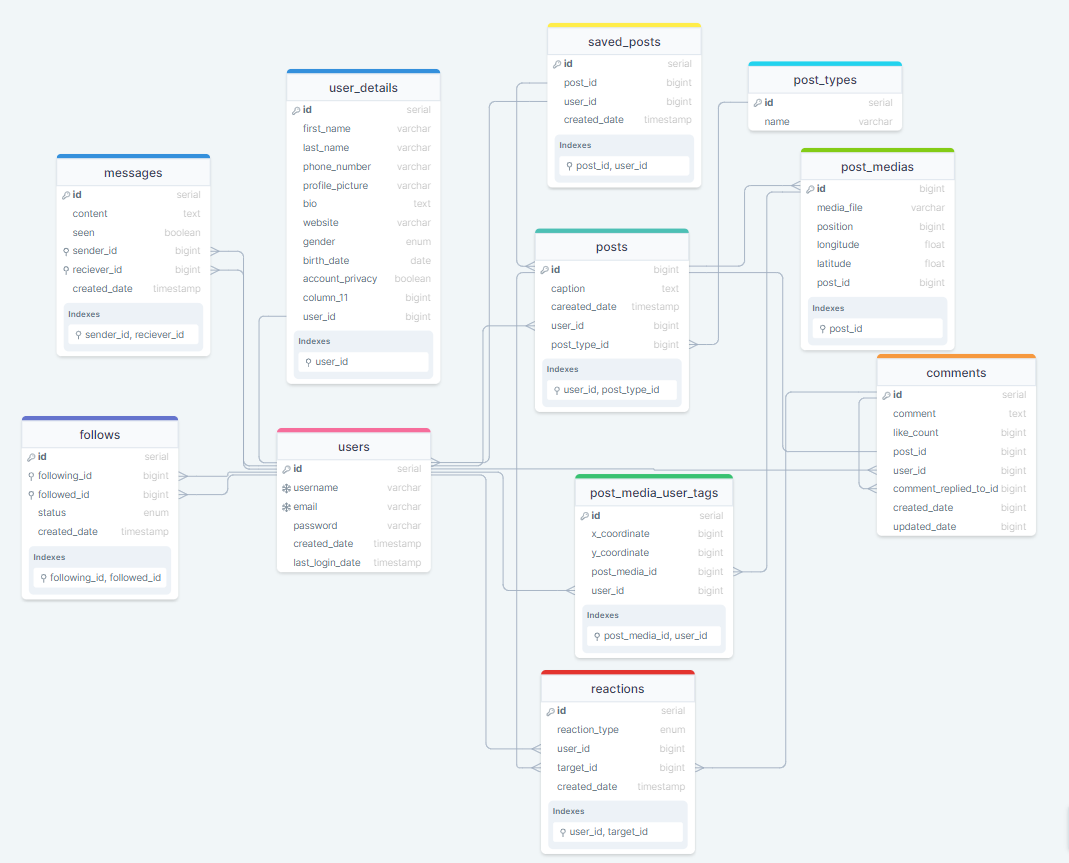 saved_posts
id serial
post_id bigint
user_id bigint
created_date timestamp
Indexes
post_id, user_id
post_types
id serial
name varchar
user_details
id serial
first_name varchar
last_name varchar
phone_number varchar
profile_picture varchar
bio text
website varchar
gender enum
birth_date date
account_privacy boolean
column_11 bigint
user_id bigint
Indexes
user_id
messages
id serial
content text
seen boolean
sender_id bigint
reciever_id bigint
created_date timestamp
Indexes
sender_id, reciever_id
post_medias
id bigint
media_file varchar
position bigint
longitude float
latitude float
post_id bigint
Indexes
post_id
posts
id bigint
caption text
careated_date timestamp
user_id bigint
post_type_id bigint
Indexes
user_id, post_type_id
comments
id serial
comment text
like_count bigint
post_id bigint
user_id bigint
comment_replied_to_id bigint
created_date bigint
updated_date bigint
follows
id serial
following_id bigint
followed_id bigint
status enum
created_date timestamp
Indexes
following_id, followed_id
users
id serial
username varchar
email varchar
password varchar
created_date timestamp
last_login_date timestamp
post_media_user_tags
id serial
x_coordinate bigint
y_coordinate bigint
post_media_id bigint
user_id bigint
Indexes
post_media_id, user_id
reactions
id serial
reaction_type enum
user_id bigint
target_id bigint
created_date timestamp
Indexes
user_id, target_id